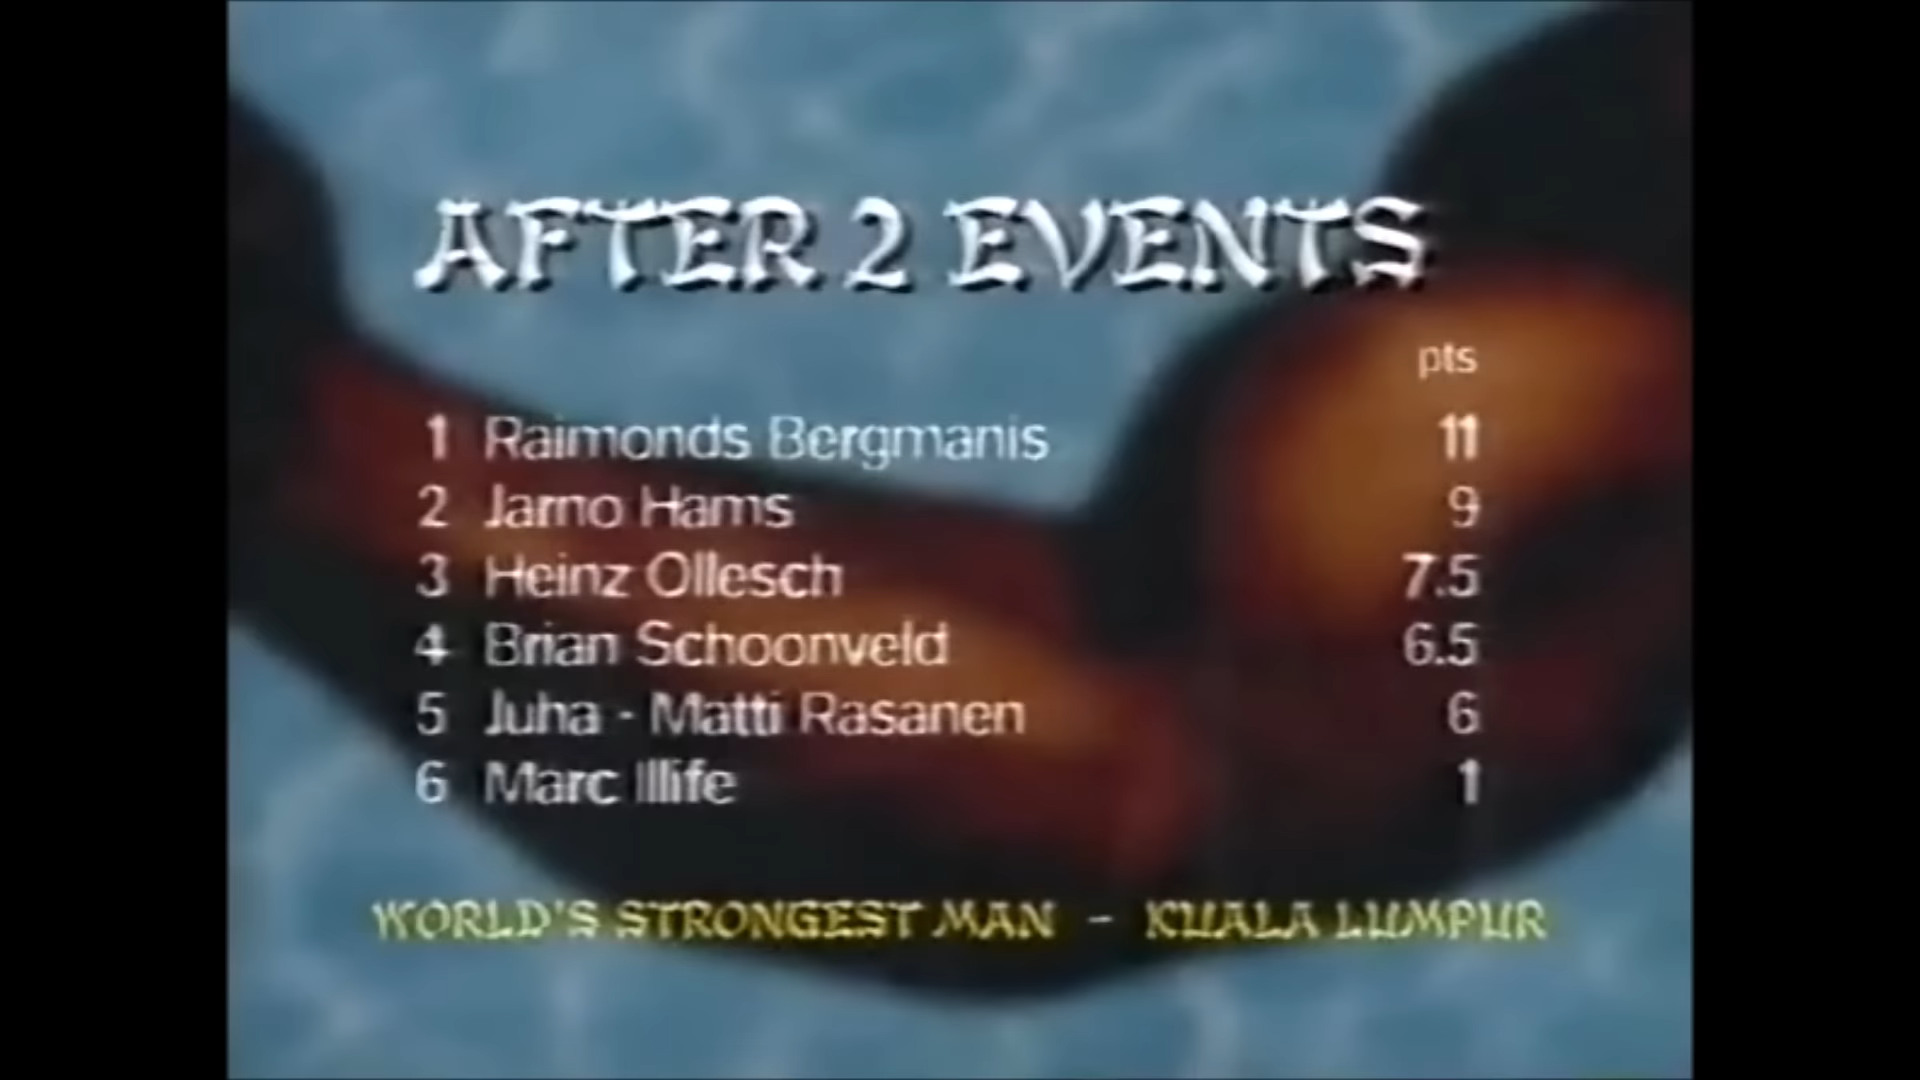 AFTER 2 EVENTS
pts
1 Raimonds Bergmanis 11
2 Jarno Hams 9
3 Heinz Ollesch 7.5
4 Brian Schoonveld 6.5
5 Juha - Matti Rasanen 6
6 Marc Illife 1
WORLD'S STRONGEST MAN - KUALA LUMPUR